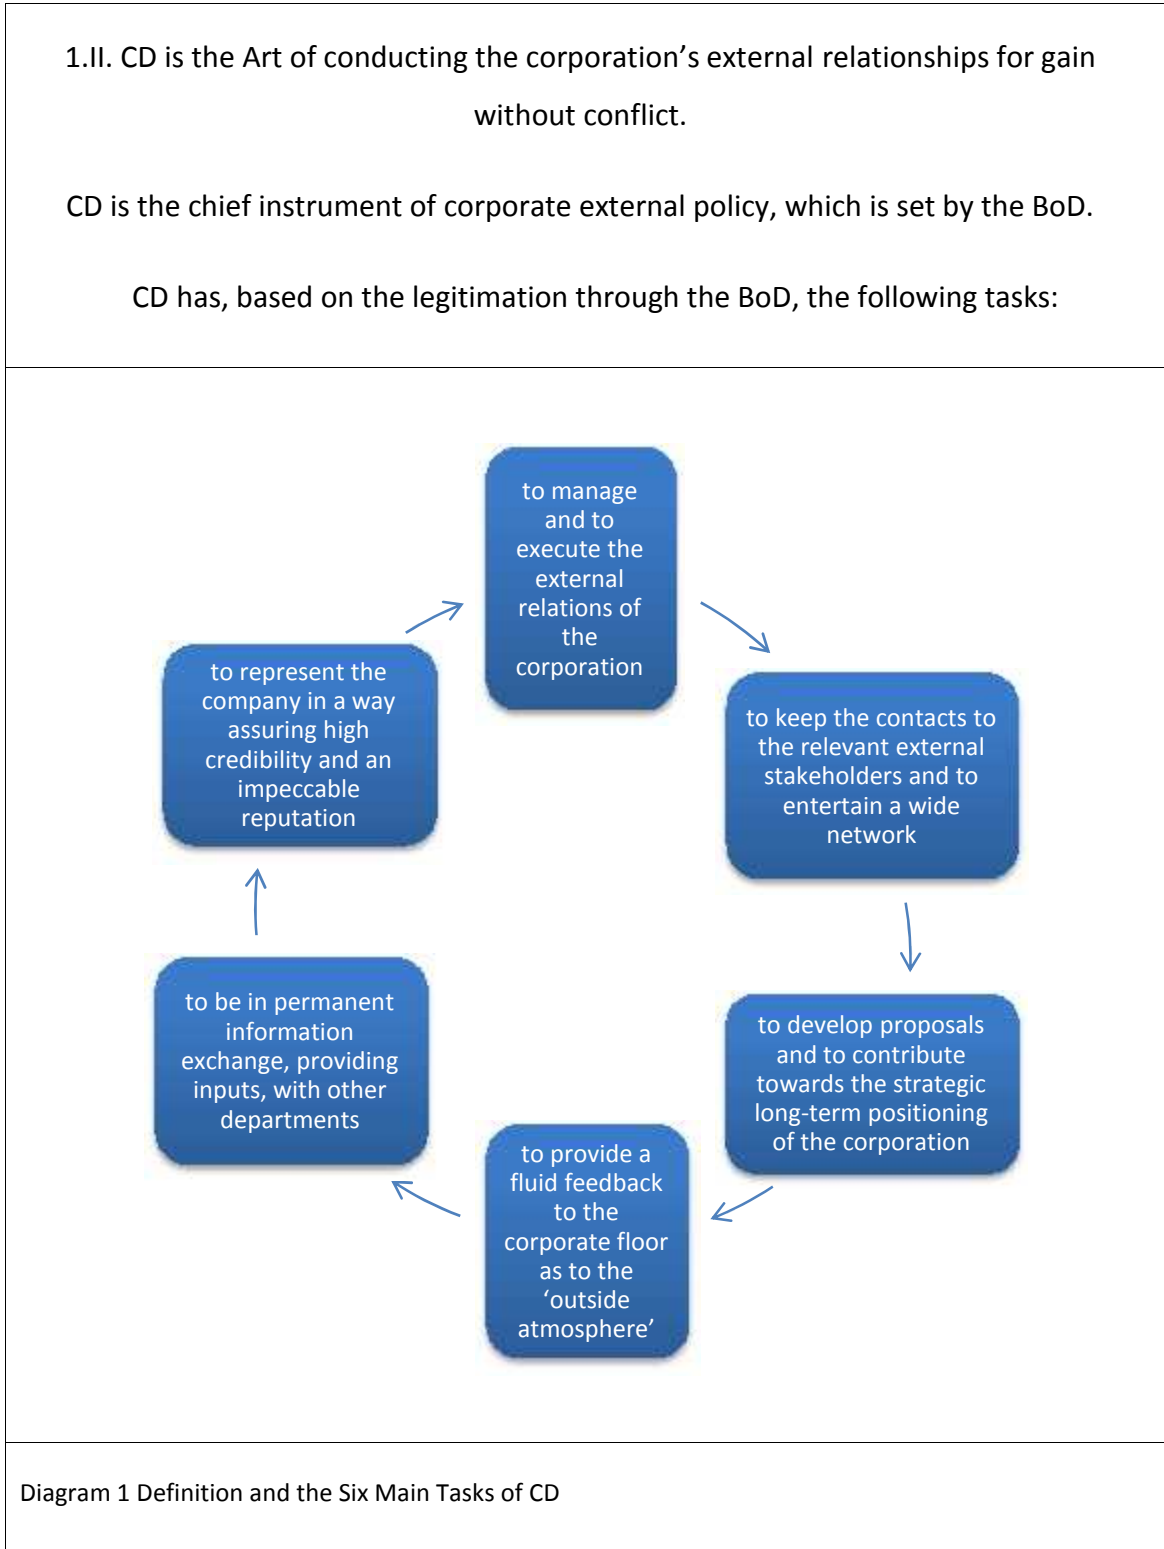 1.II. CD is the Art of conducting the corporation’s external relationships for gain
without conflict.
CD is the chief instrument of corporate external policy, which is set by the BoD.
CD has, based on the legitimation through the BoD, the following tasks:
to manage
and to
execute the
external
relations of
the
corporation
to keep the contacts to
the relevant external
stakeholders and to
entertain a wide
network
to develop proposals
and to contribute
towards the strategic
long-term positioning
of the corporation
to provide a
fluid feedback
to the
corporate floor
as to the
‘outside
atmosphere’
to be in permanent
information
exchange, providing
inputs, with other
departments
to represent the
company in a way
assuring high
credibility and an
impeccable
reputation
Diagram 1 Definition and the Six Main Tasks of CD